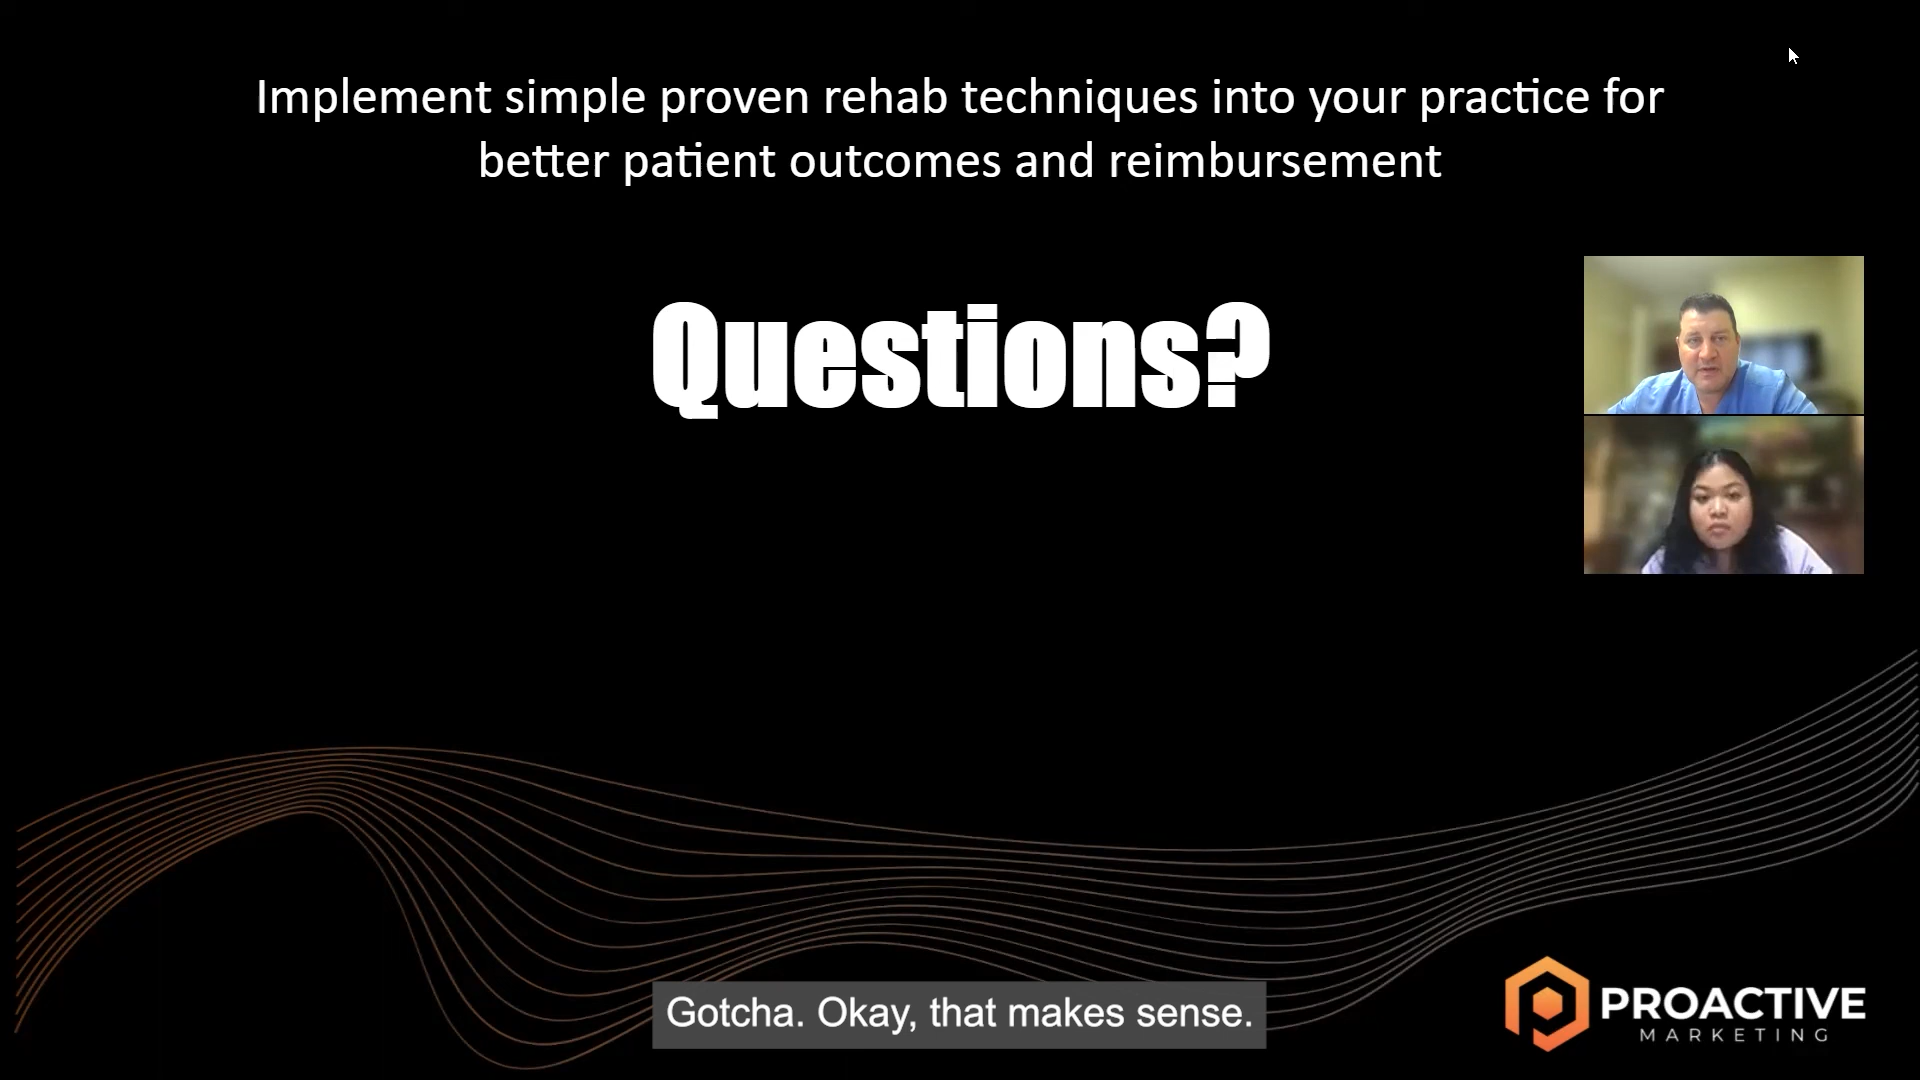 Implement simple proven rehab techniques into your practice for
better patient outcomes and reimbursement
Questions?
Gotcha. Okay, that makes sense.
PROACTIVE
MARKETING